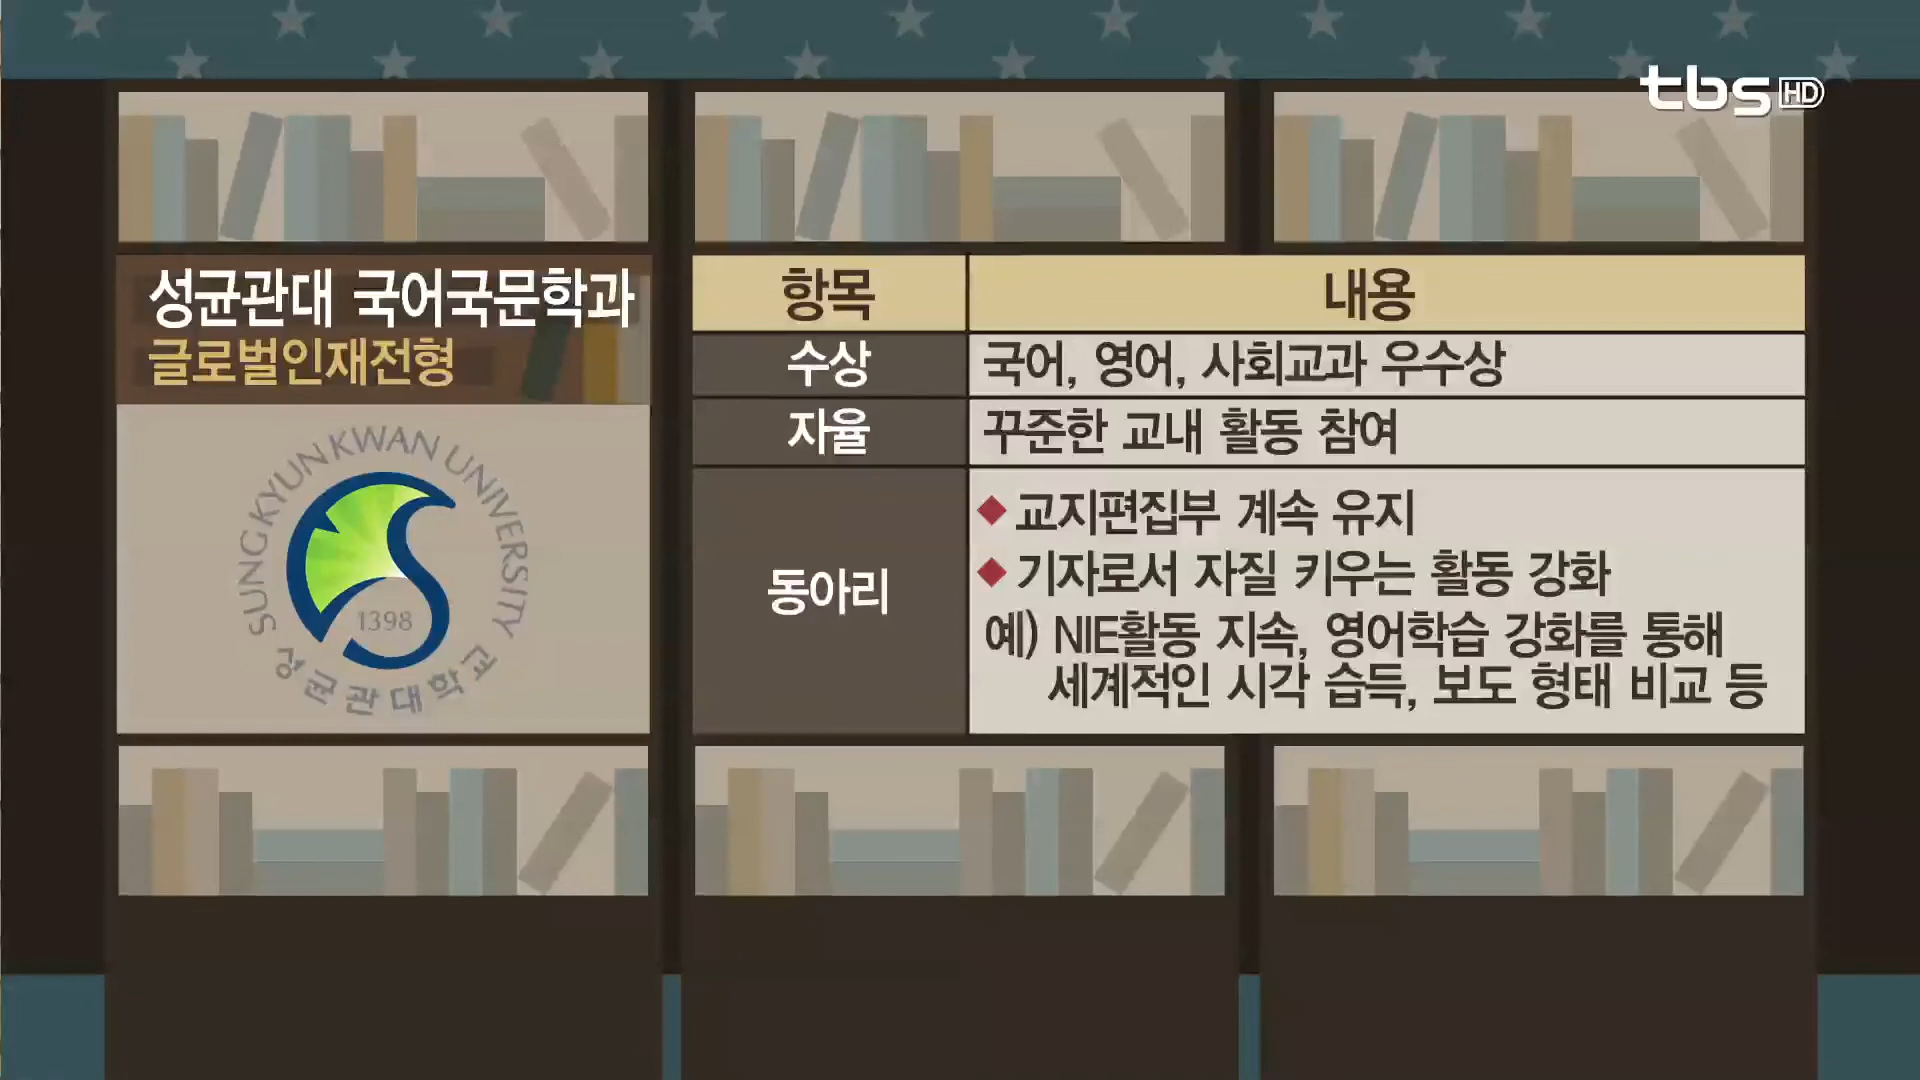 tbs HD
성균관대 국어국문학과
글로벌인재전형
SUNGKYUNKWAN UNIVERSITY
1398
성균관대학교
항목 내용
수상 국어, 영어, 사회교과 우수상
자율 꾸준한 교내 활동 참여
동아리
◆ 교지편집부 계속 유지
◆ 기자로서 자질 키우는 활동 강화
예) NIE활동 지속, 영어학습 강화를 통해
세계적인 시각 습득, 보도 형태 비교 등